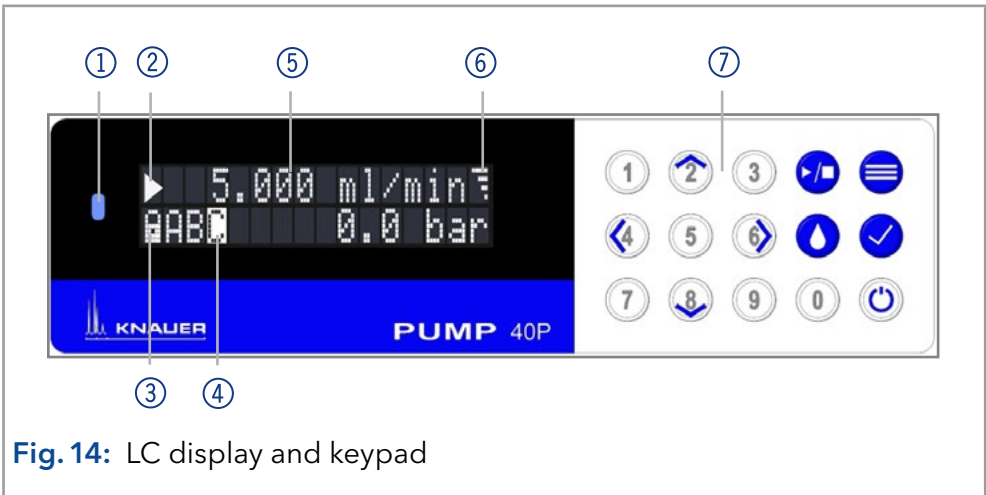 ① ② ⑤ ⑥ ⑦
5.000 ml/min
ABC 0.0 bar
1 2 3
4 5 6
7 8 9 0
KNAUER
PUMP 40P
③ ④
Fig. 14: LC display and keypad